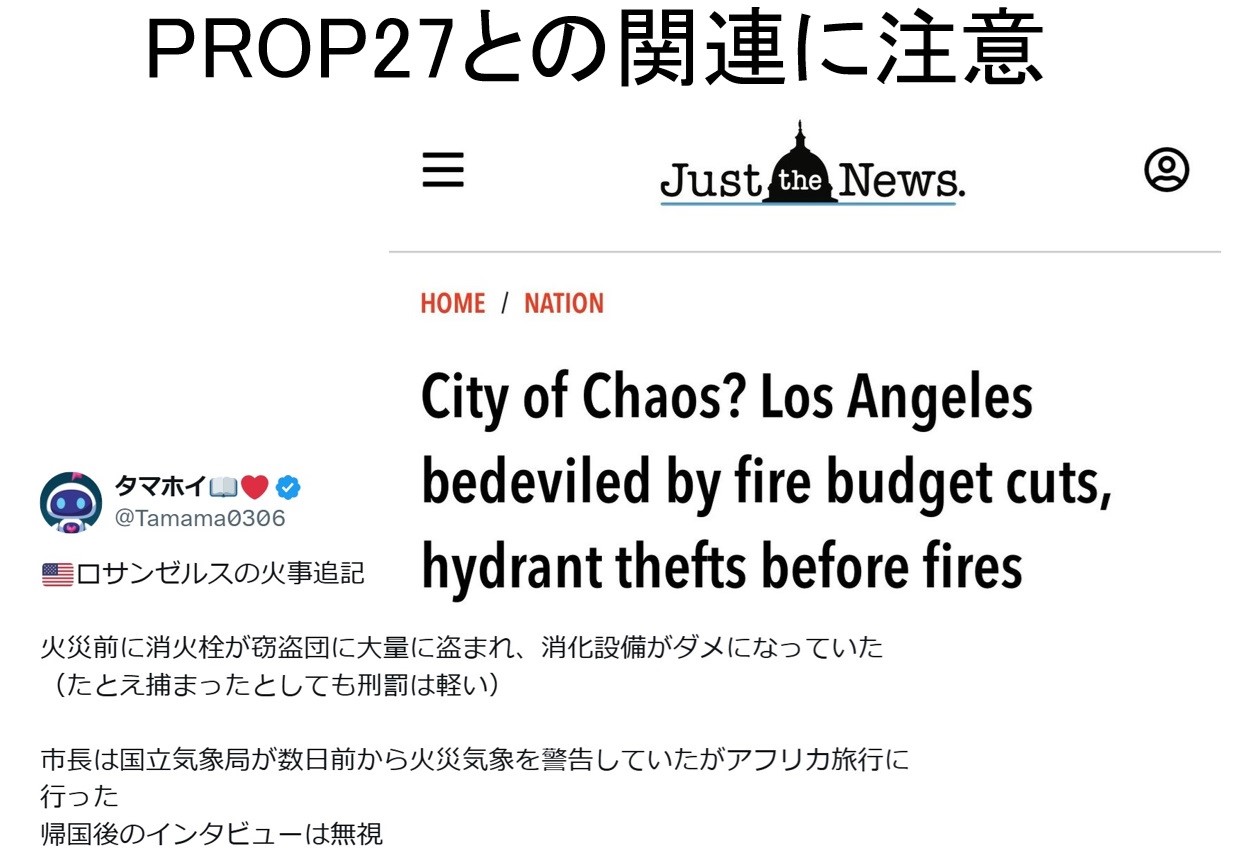 PROP27との関連に注意
Just the News.
HOME / NATION
City of Chaos? Los Angeles
bedeviled by fire budget cuts,
hydrant thefts before fires
タマホイ📖❤️
@Tamama0306
🇺🇸ロサンゼルスの火事追記
火災前に消火栓が窃盗団に大量に盗まれ、消化設備がダメになっていた
（たとえ捕まったとしても刑罰は軽い）
市長は国立気象局が数日前から火災気象を警告していたがアフリカ旅行に
行った
帰国後のインタビューは無視